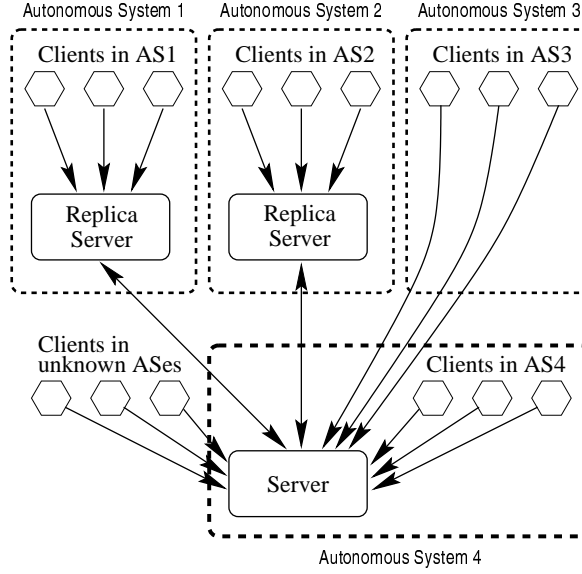 Autonomous System 1
Autonomous System 2
Autonomous System 3
Clients in AS1
Clients in AS2
Clients in AS3
Replica
Server
Replica
Server
Clients in
unknown ASes
Clients in AS4
Server
Autonomous System 4